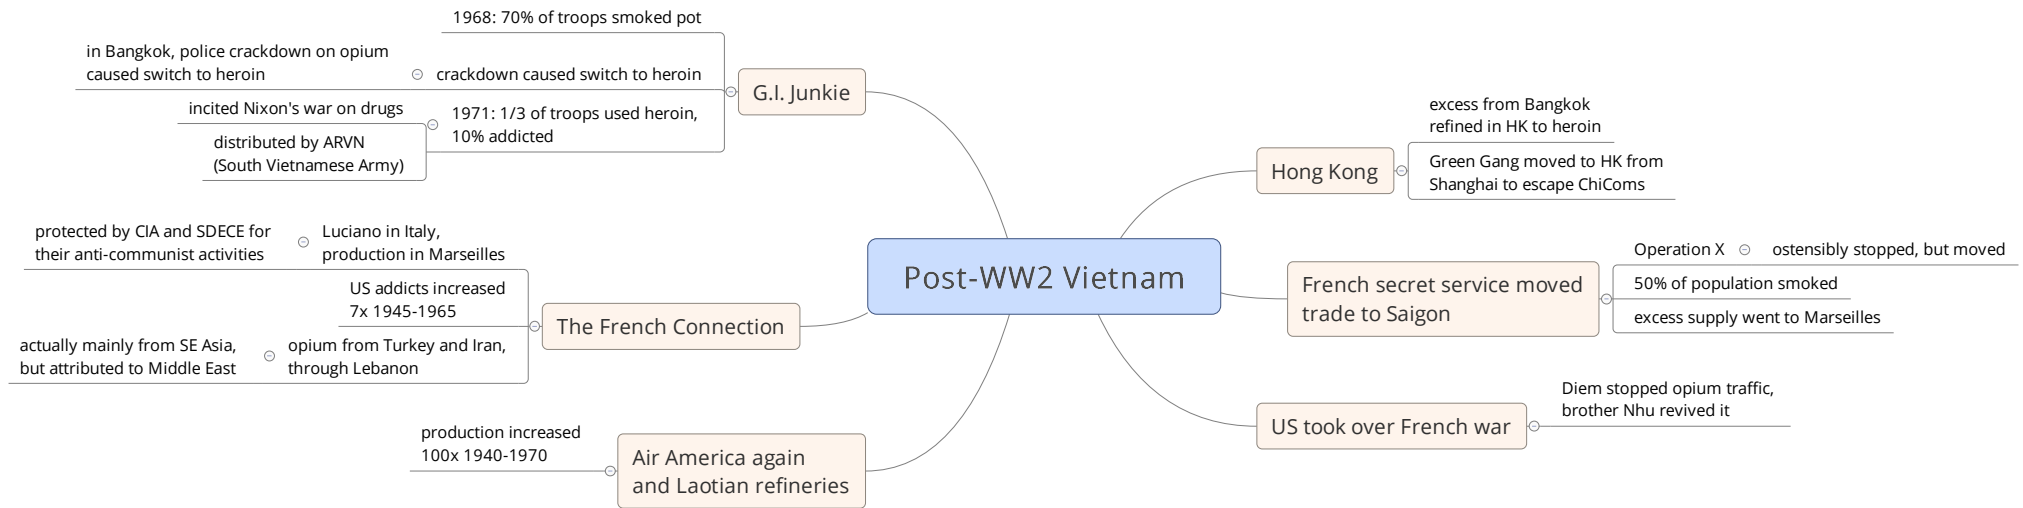 Post-WW2 Vietnam
Hong Kong
excess from Bangkok
refined in HK to heroin
Green Gang moved to HK from
Shanghai to escape ChiComs
French secret service moved
trade to Saigon
Operation X
ostensibly stopped, but moved
50% of population smoked
excess supply went to Marseilles
US took over French war
Diem stopped opium traffic,
brother Nhu revived it
Air America again
and Laotian refineries
production increased
100x 1940-1970
The French Connection
Luciano in Italy,
production in Marseilles
protected by CIA and SDECE for
their anti-communist activities
US addicts increased
7x 1945-1965
opium from Turkey and Iran,
through Lebanon
actually mainly from SE Asia,
but attributed to Middle East
G.I. Junkie
1968: 70% of troops smoked pot
crackdown caused switch to heroin
in Bangkok, police crackdown on opium
caused switch to heroin
1971: 1/3 of troops used heroin,
10% addicted
incited Nixon's war on drugs
distributed by ARVN
(South Vietnamese Army)